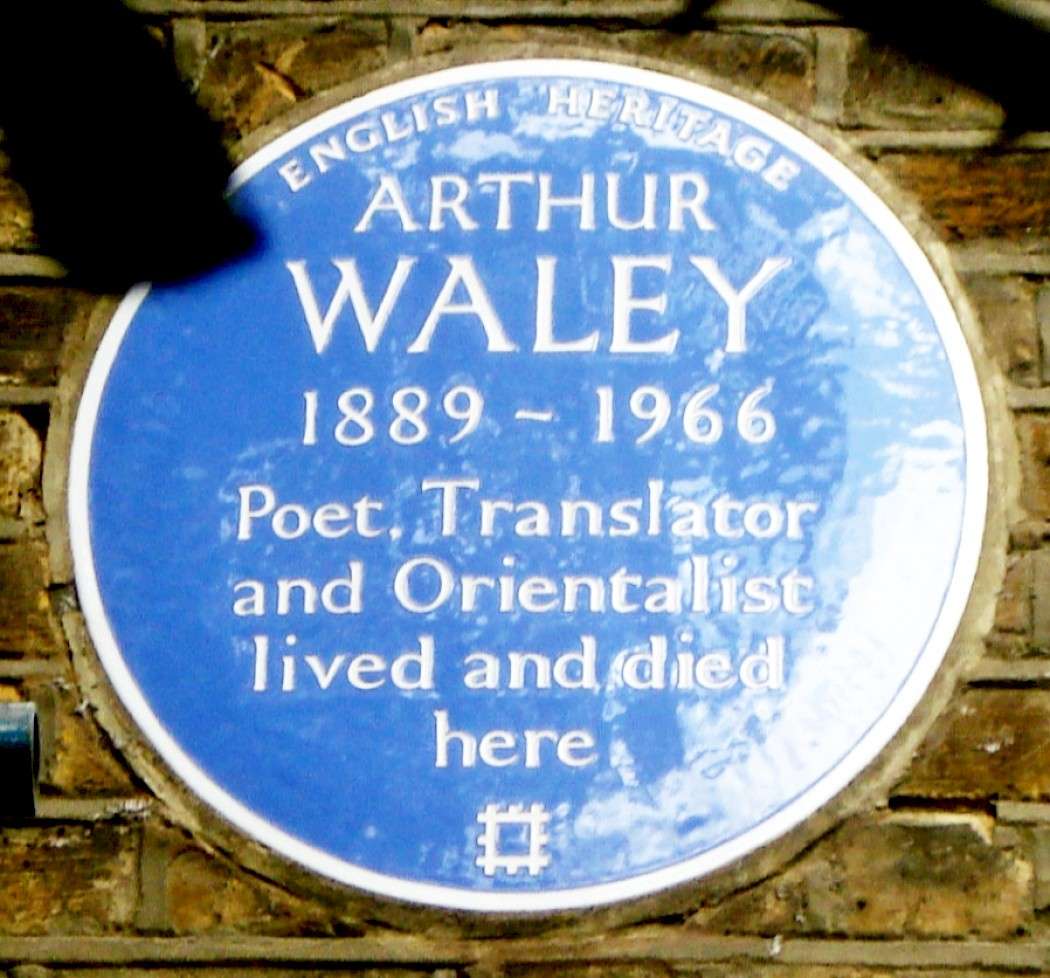 ENGLISH HERITAGE
ARTHUR
WALEY
1889 – 1966
Poet, Translator
and Orientalist
lived and died
here